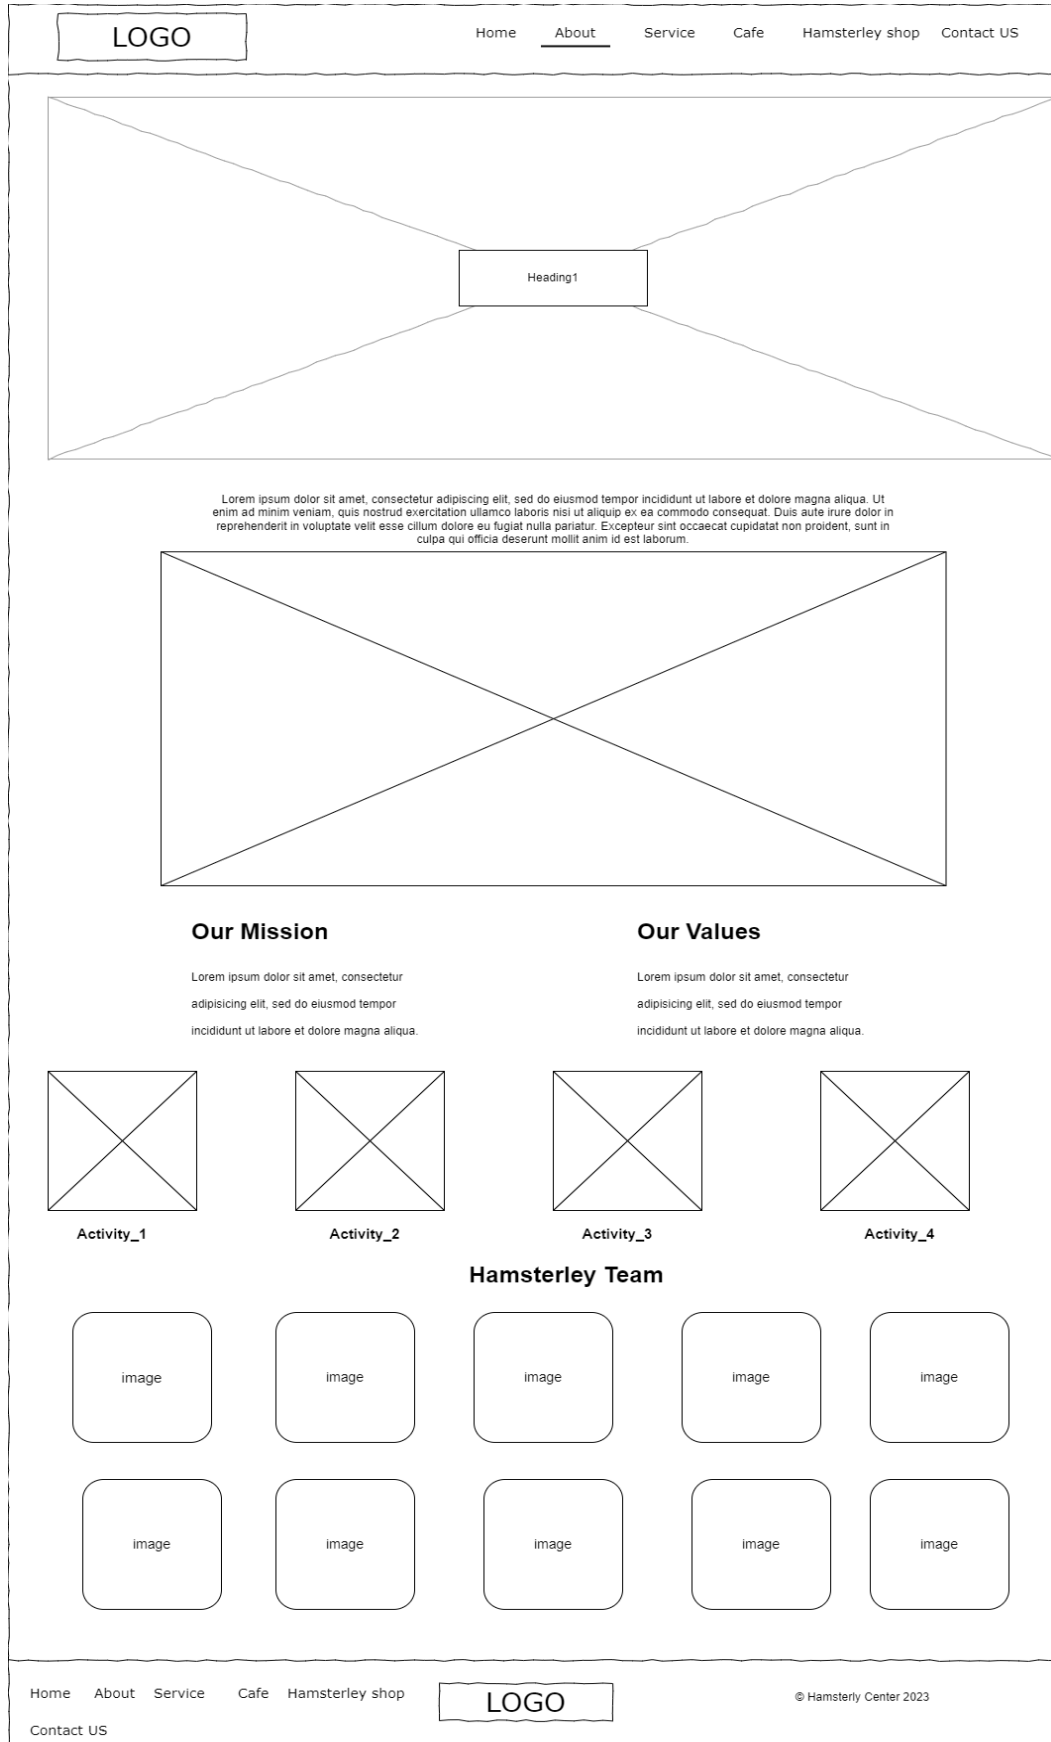 LOGO
Home About Service Cafe Hamsterley shop Contact US
Heading1
Lorem ipsum dolor sit amet, consectetur adipiscing elit, sed do eiusmod tempor incididunt ut labore et dolore magna aliqua. Ut
enim ad minim veniam, quis nostrud exercitation ullamco laboris nisi ut aliquip ex ea commodo consequat. Duis aute irure dolor in
reprehenderit in voluptate velit esse cillum dolore eu fugiat nulla pariatur. Excepteur sint occaecat cupidatat non proident, sunt in
culpa qui officia deserunt mollit anim id est laborum.
Our Mission
Lorem ipsum dolor sit amet, consectetur
adipisicing elit, sed do eiusmod tempor
incididunt ut labore et dolore magna aliqua.
Our Values
Lorem ipsum dolor sit amet, consectetur
adipisicing elit, sed do eiusmod tempor
incididunt ut labore et dolore magna aliqua.
Activity_1 Activity_2 Activity_3 Activity_4
Hamsterley Team
image image image image image
image image image image image
Home About Service Cafe Hamsterley shop
Contact US
LOGO
© Hamsterly Center 2023